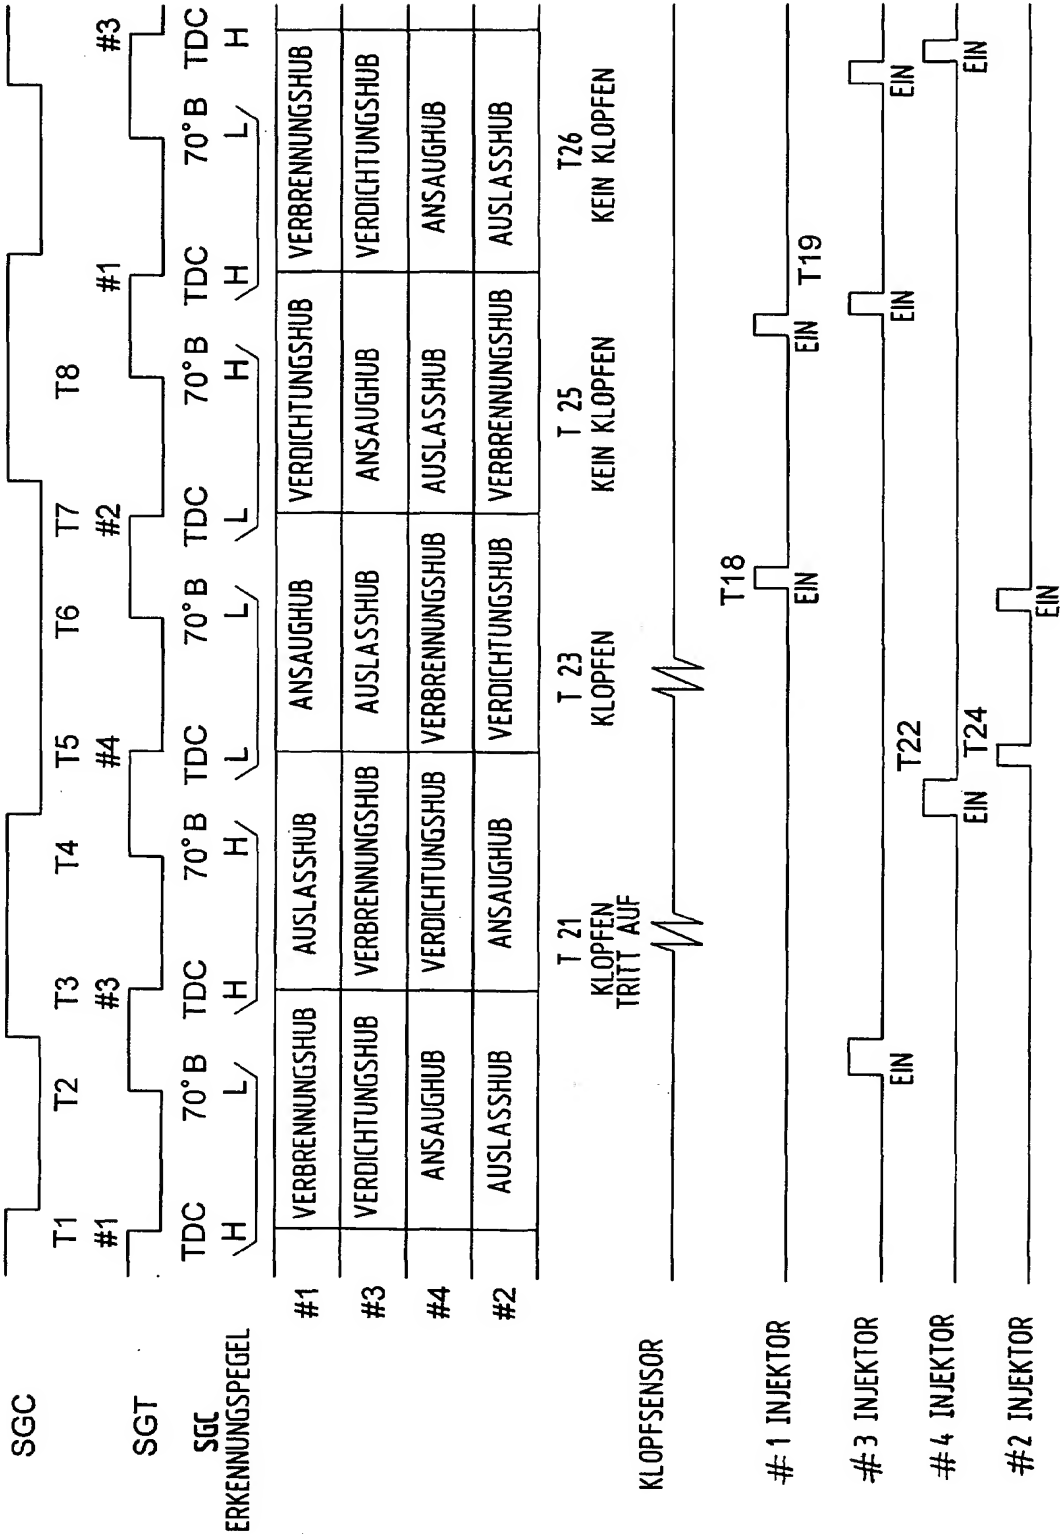 SGC
T1 T2 T3 T4 T5 T6 T7 T8
#1 #3 #4 #2 #1 #3
SGT
TDC 70°B TDC 70°B TDC 70°B TDC 70°B TDC 70°B TDC
SGC
ERKENNUNGSPEGEL
H L H H L L L H H L H
#1 VERBRENNUNGSHUB AUSLASSHUB ANSAUGHUB VERDICHTUNGSHUB VERBRENNUNGSHUB
#3 VERDICHTUNGSHUB VERBRENNUNGSHUB AUSLASSHUB ANSAUGHUB VERDICHTUNGSHUB
#4 ANSAUGHUB VERDICHTUNGSHUB VERBRENNUNGSHUB AUSLASSHUB ANSAUGHUB
#2 AUSLASSHUB ANSAUGHUB VERDICHTUNGSHUB VERBRENNUNGSHUB AUSLASSHUB
T 21 T 23 T 25 T26
KLOPFEN KLOPFEN KEIN KLOPFEN KEIN KLOPFEN
TRITT AUF
KLOPFSENSOR
T18 T19
#1 INJEKTOR
EIN EIN
#3 INJEKTOR
EIN EIN EIN
T22
#4 INJEKTOR
EIN EIN
T24
#2 INJEKTOR
EIN